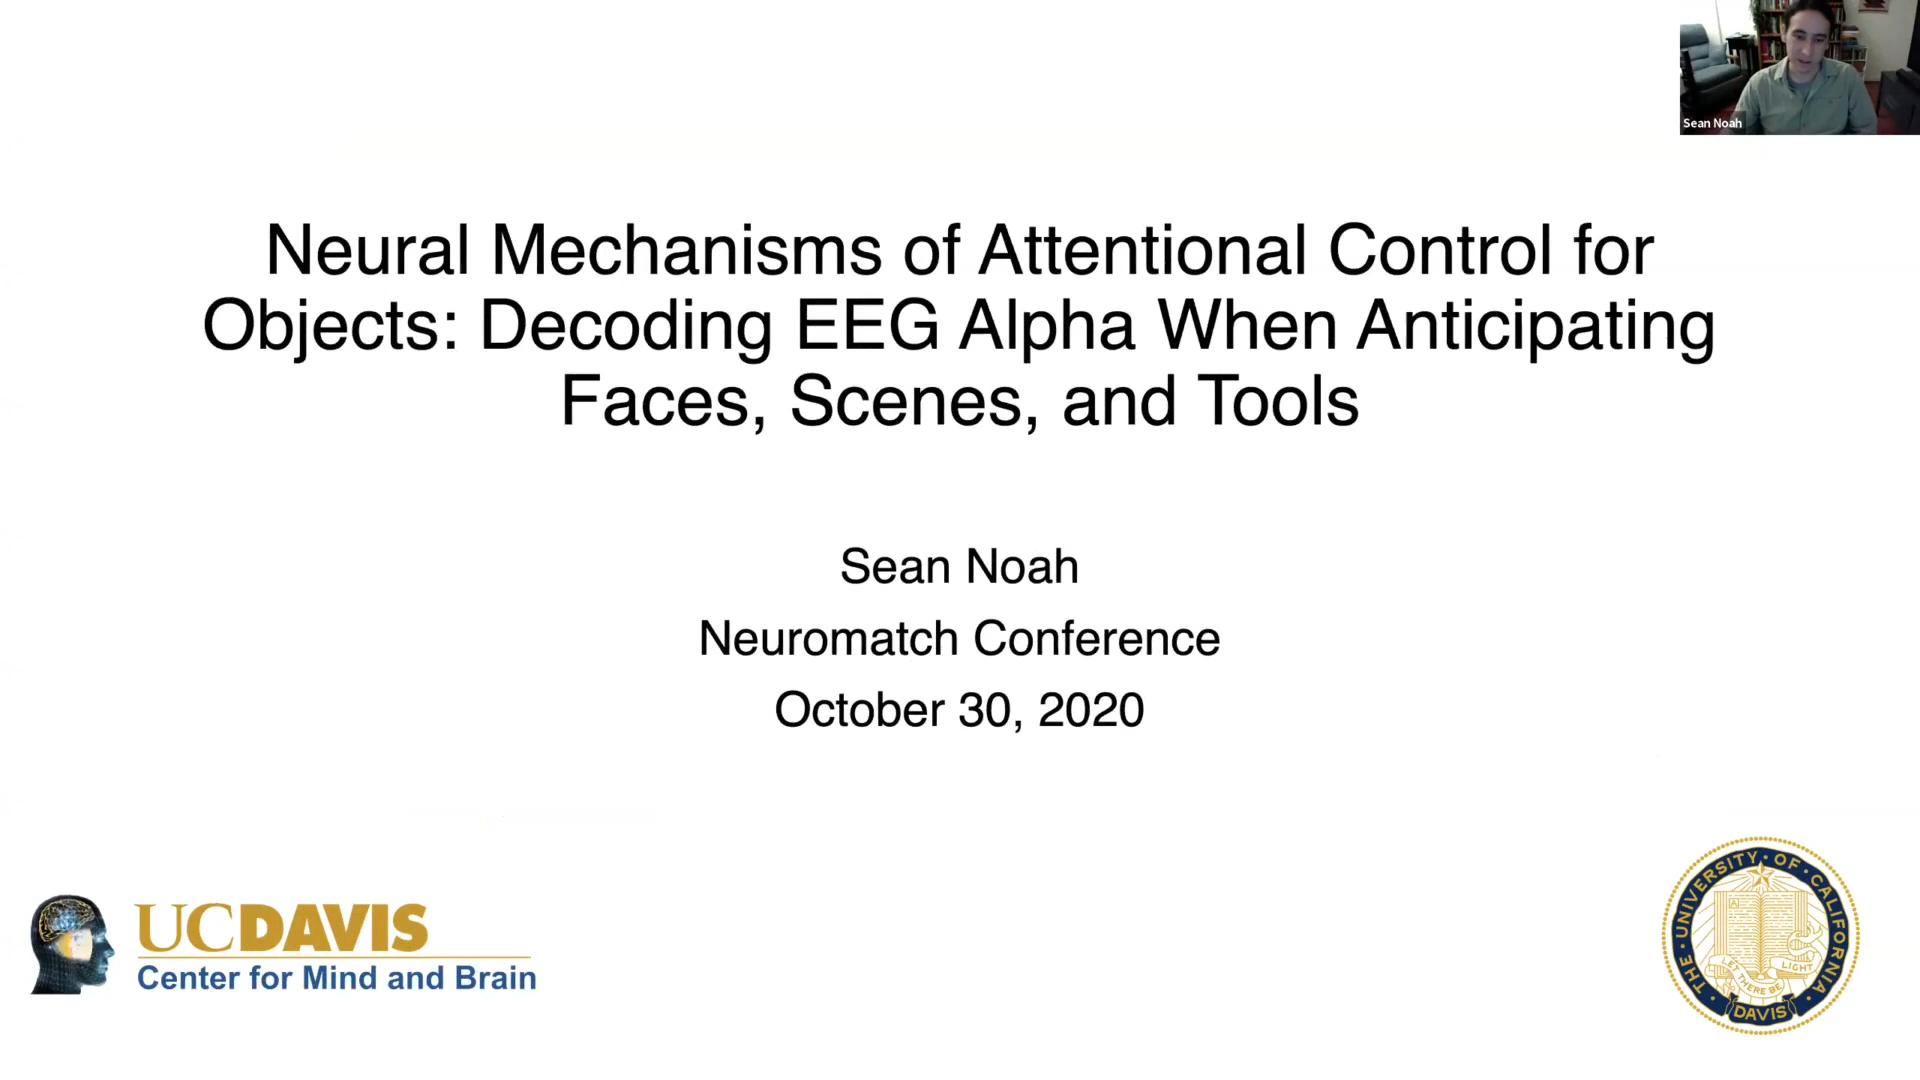 Sean Noah
Neural Mechanisms of Attentional Control for
Objects: Decoding EEG Alpha When Anticipating
Faces, Scenes, and Tools
Sean Noah
Neuromatch Conference
October 30, 2020
UCDAVIS
Center for Mind and Brain
THE · UNIVERSITY · OF · CALIFORNIA
A
LET THERE BE LIGHT
· DAVIS ·